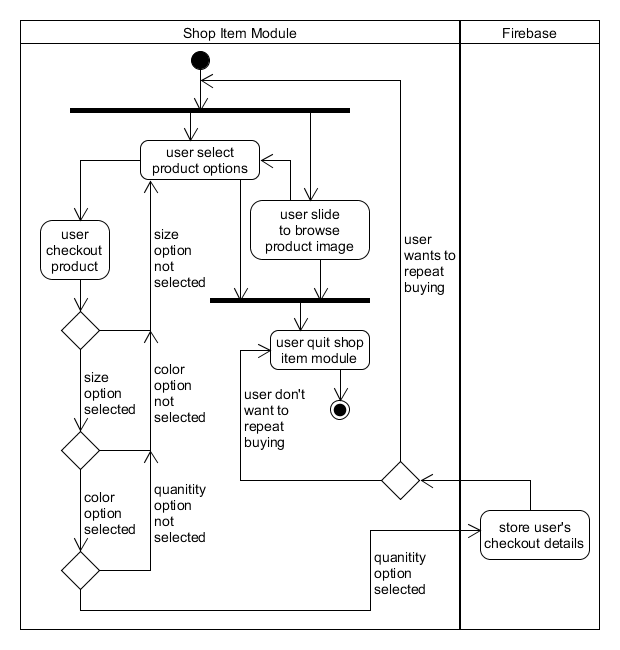 Shop Item Module
Firebase
user select
product options
user
checkout
product
size
option
not
selected
user slide
to browse
product image
user
wants to
repeat
buying
user quit shop
item module
size
option
selected
color
option
not
selected
user don't
want to
repeat
buying
color
option
selected
quanitity
option
not
selected
store user's
checkout details
quanitity
option
selected